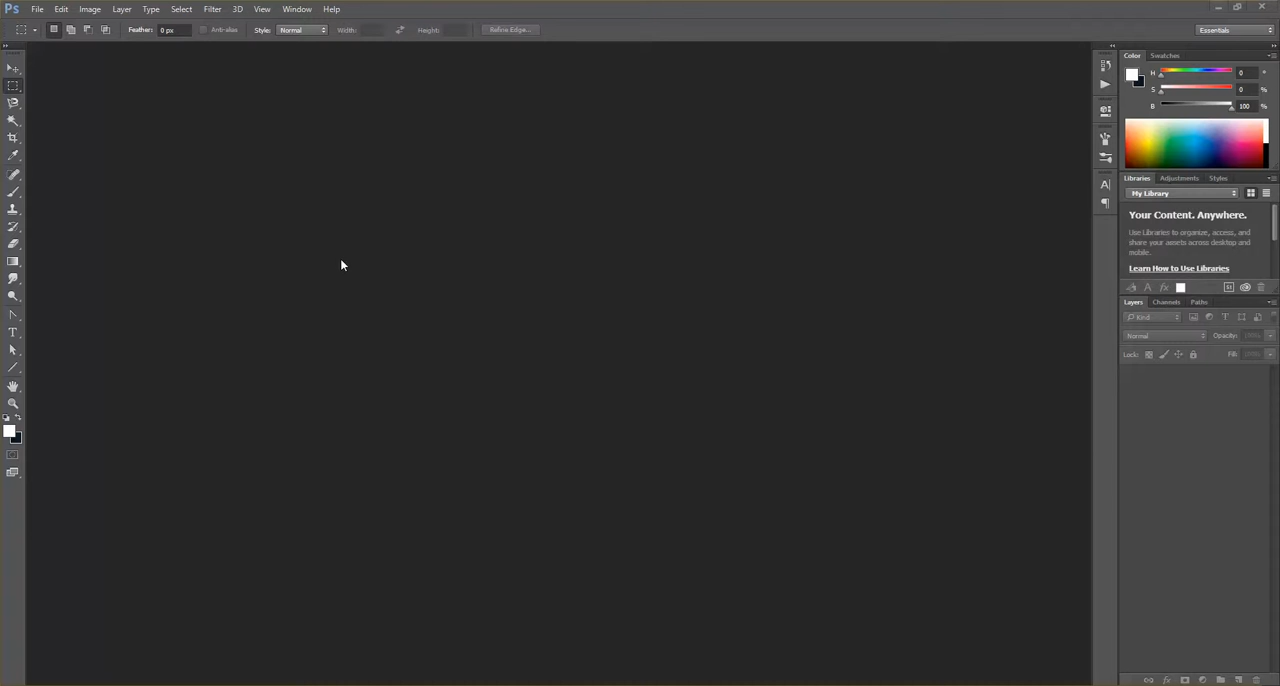 Ps File Edit Image Layer Type Select Filter 3D View Window Help
Feather: 0 px Anti-alias Style: Normal Width: Height: Refine Edge... Essentials
Color Swatches
H 0 °
S 0 %
B 100 %
Libraries Adjustments Styles
My Library
Your Content. Anywhere.
Use Libraries to organize, access, and
share your assets across desktop and
mobile.
Learn How to Use Libraries
Layers Channels Paths
Kind
Normal Opacity: 100%
Lock: Fill: 100%